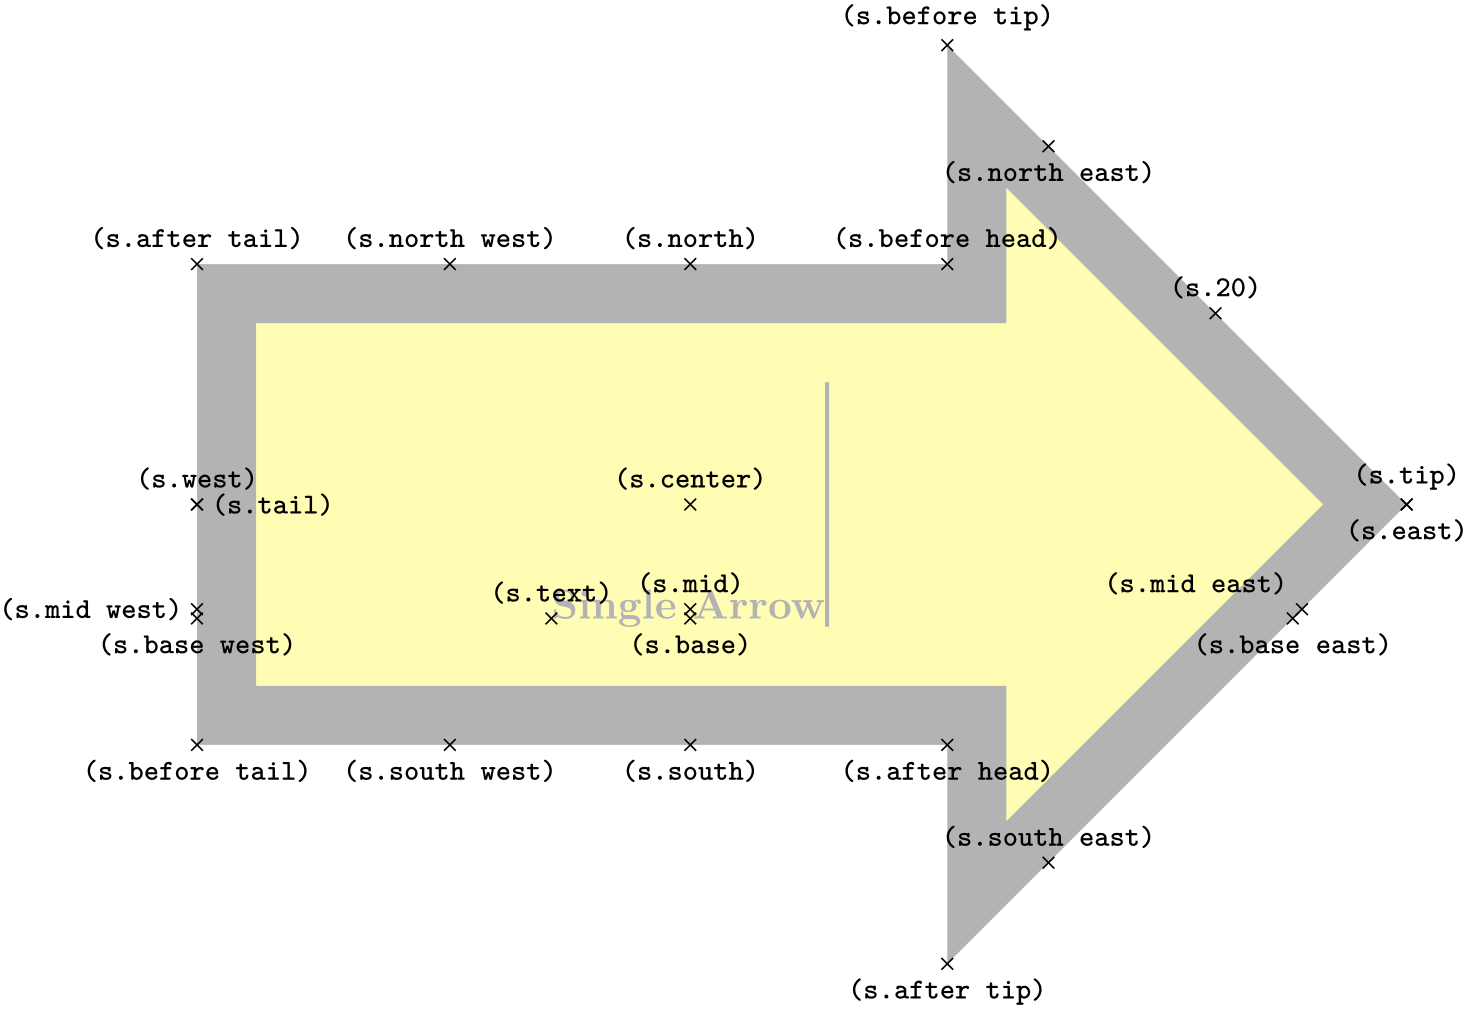 (s.before tip)
(s.north east)
(s.after tail) (s.north west) (s.north) (s.before head)
(s.20)
(s.west) (s.center) (s.tip)
(s.tail)
(s.east)
(s.text) (s.mid) (s.mid east)
Single Arrow
(s.mid west)
(s.base west) (s.base) (s.base east)
(s.before tail) (s.south west) (s.south) (s.after head)
(s.south east)
(s.after tip)